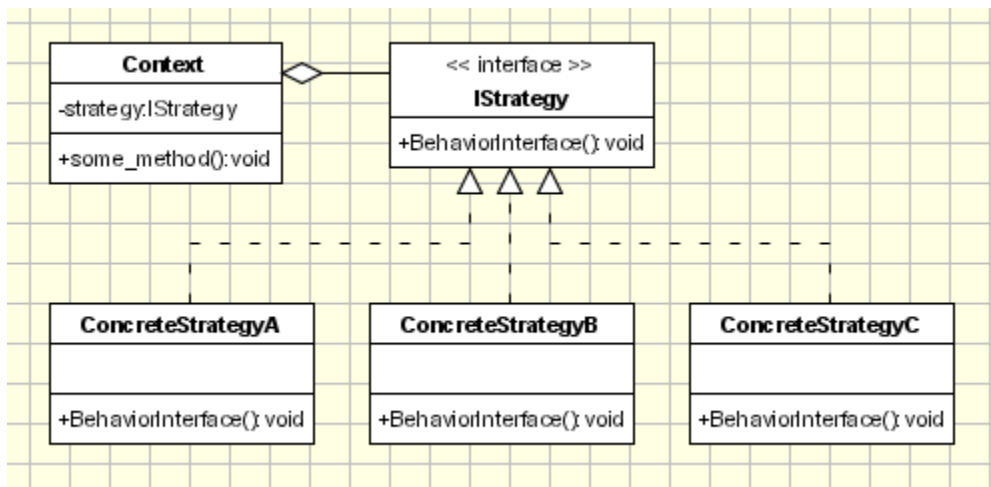 Context
-strategy:IStrategy
+some_method():void
<< interface >>
IStrategy
+BehaviorInterface():void
ConcreteStrategyA
+BehaviorInterface():void
ConcreteStrategyB
+BehaviorInterface():void
ConcreteStrategyC
+BehaviorInterface():void